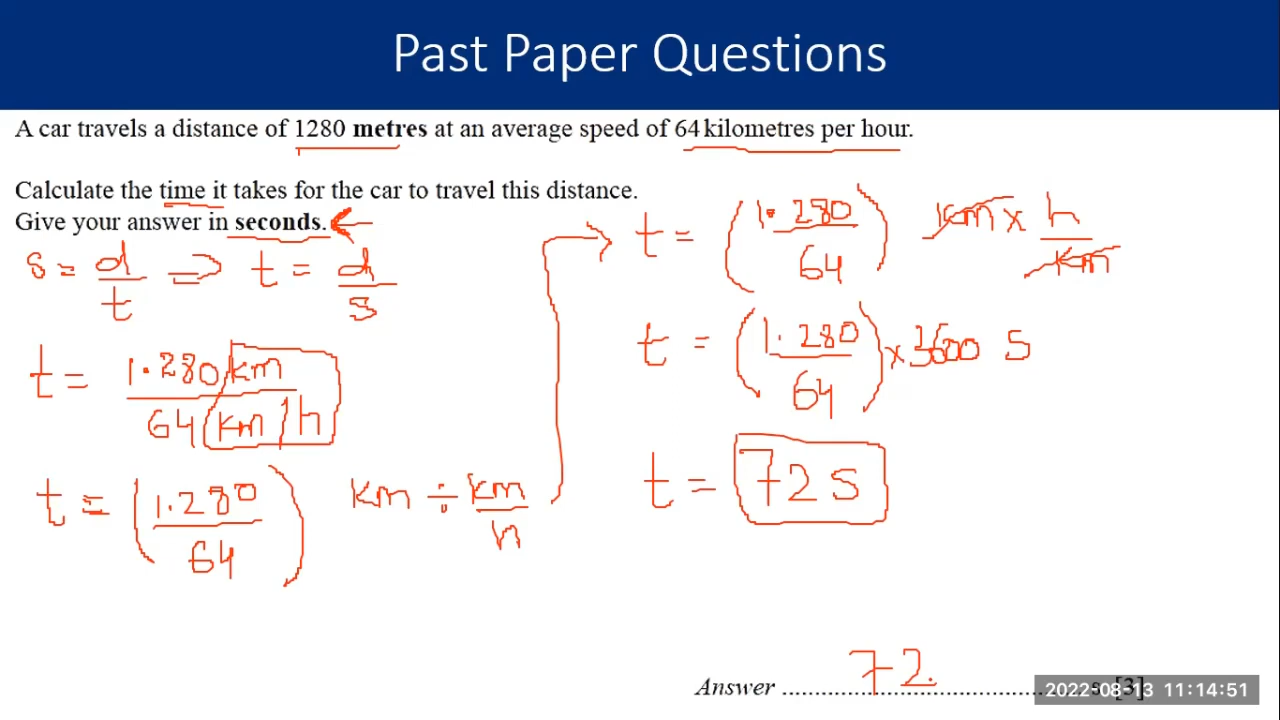 Past Paper Questions
A car travels a distance of 1280 metres at an average speed of 64 kilometres per hour.
Calculate the time it takes for the car to travel this distance.
Give your answer in seconds.
s = d/t ⇒ t = d/s
t = 1.280 km / 64 km/h
t = (1.280/64) km ÷ km/h
t = (1.280/64) km × h/km
t = (1.280/64) × 3600 s
t = 72 s
Answer ........ 72 ........ s [3]
2022-08-13 11:14:51